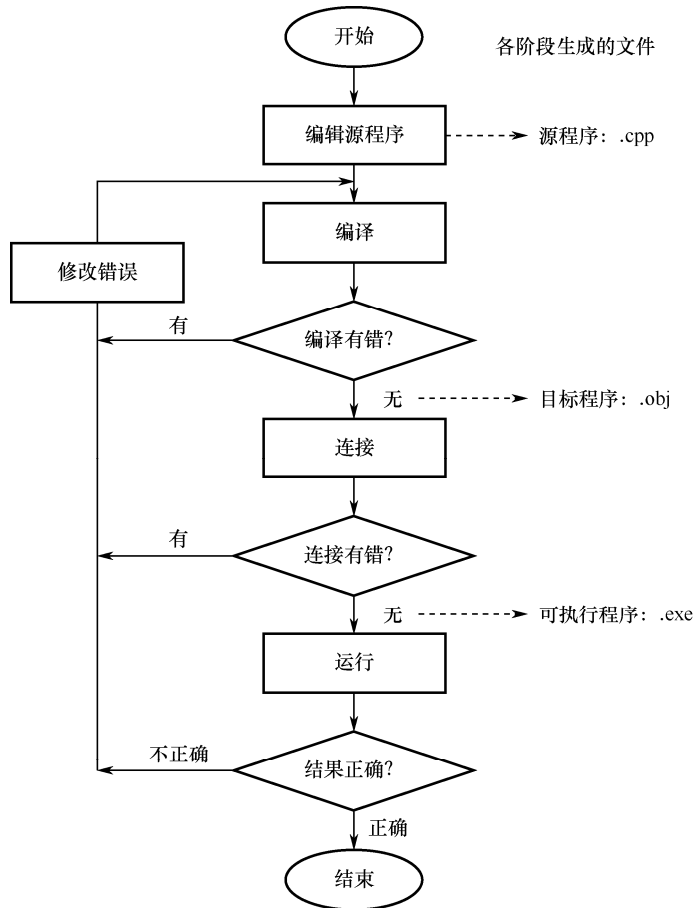 开始
各阶段生成的文件
编辑源程序
源程序：.cpp
编译
修改错误
有
编译有错?
无
目标程序：.obj
连接
有
连接有错?
无
可执行程序：.exe
运行
不正确
结果正确?
正确
结束